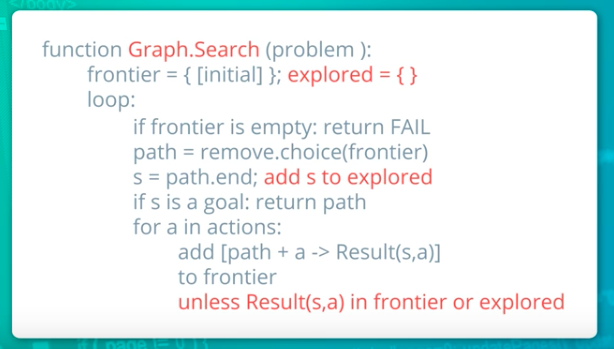 </body>
function Graph.Search (problem ):
frontier = { [initial] }; explored = { }
loop:
if frontier is empty: return FAIL
path = remove.choice(frontier)
s = path.end; add s to explored
if s is a goal: return path
for a in actions:
add [path + a -> Result(s,a)]
to frontier
unless Result(s,a) in frontier or explored